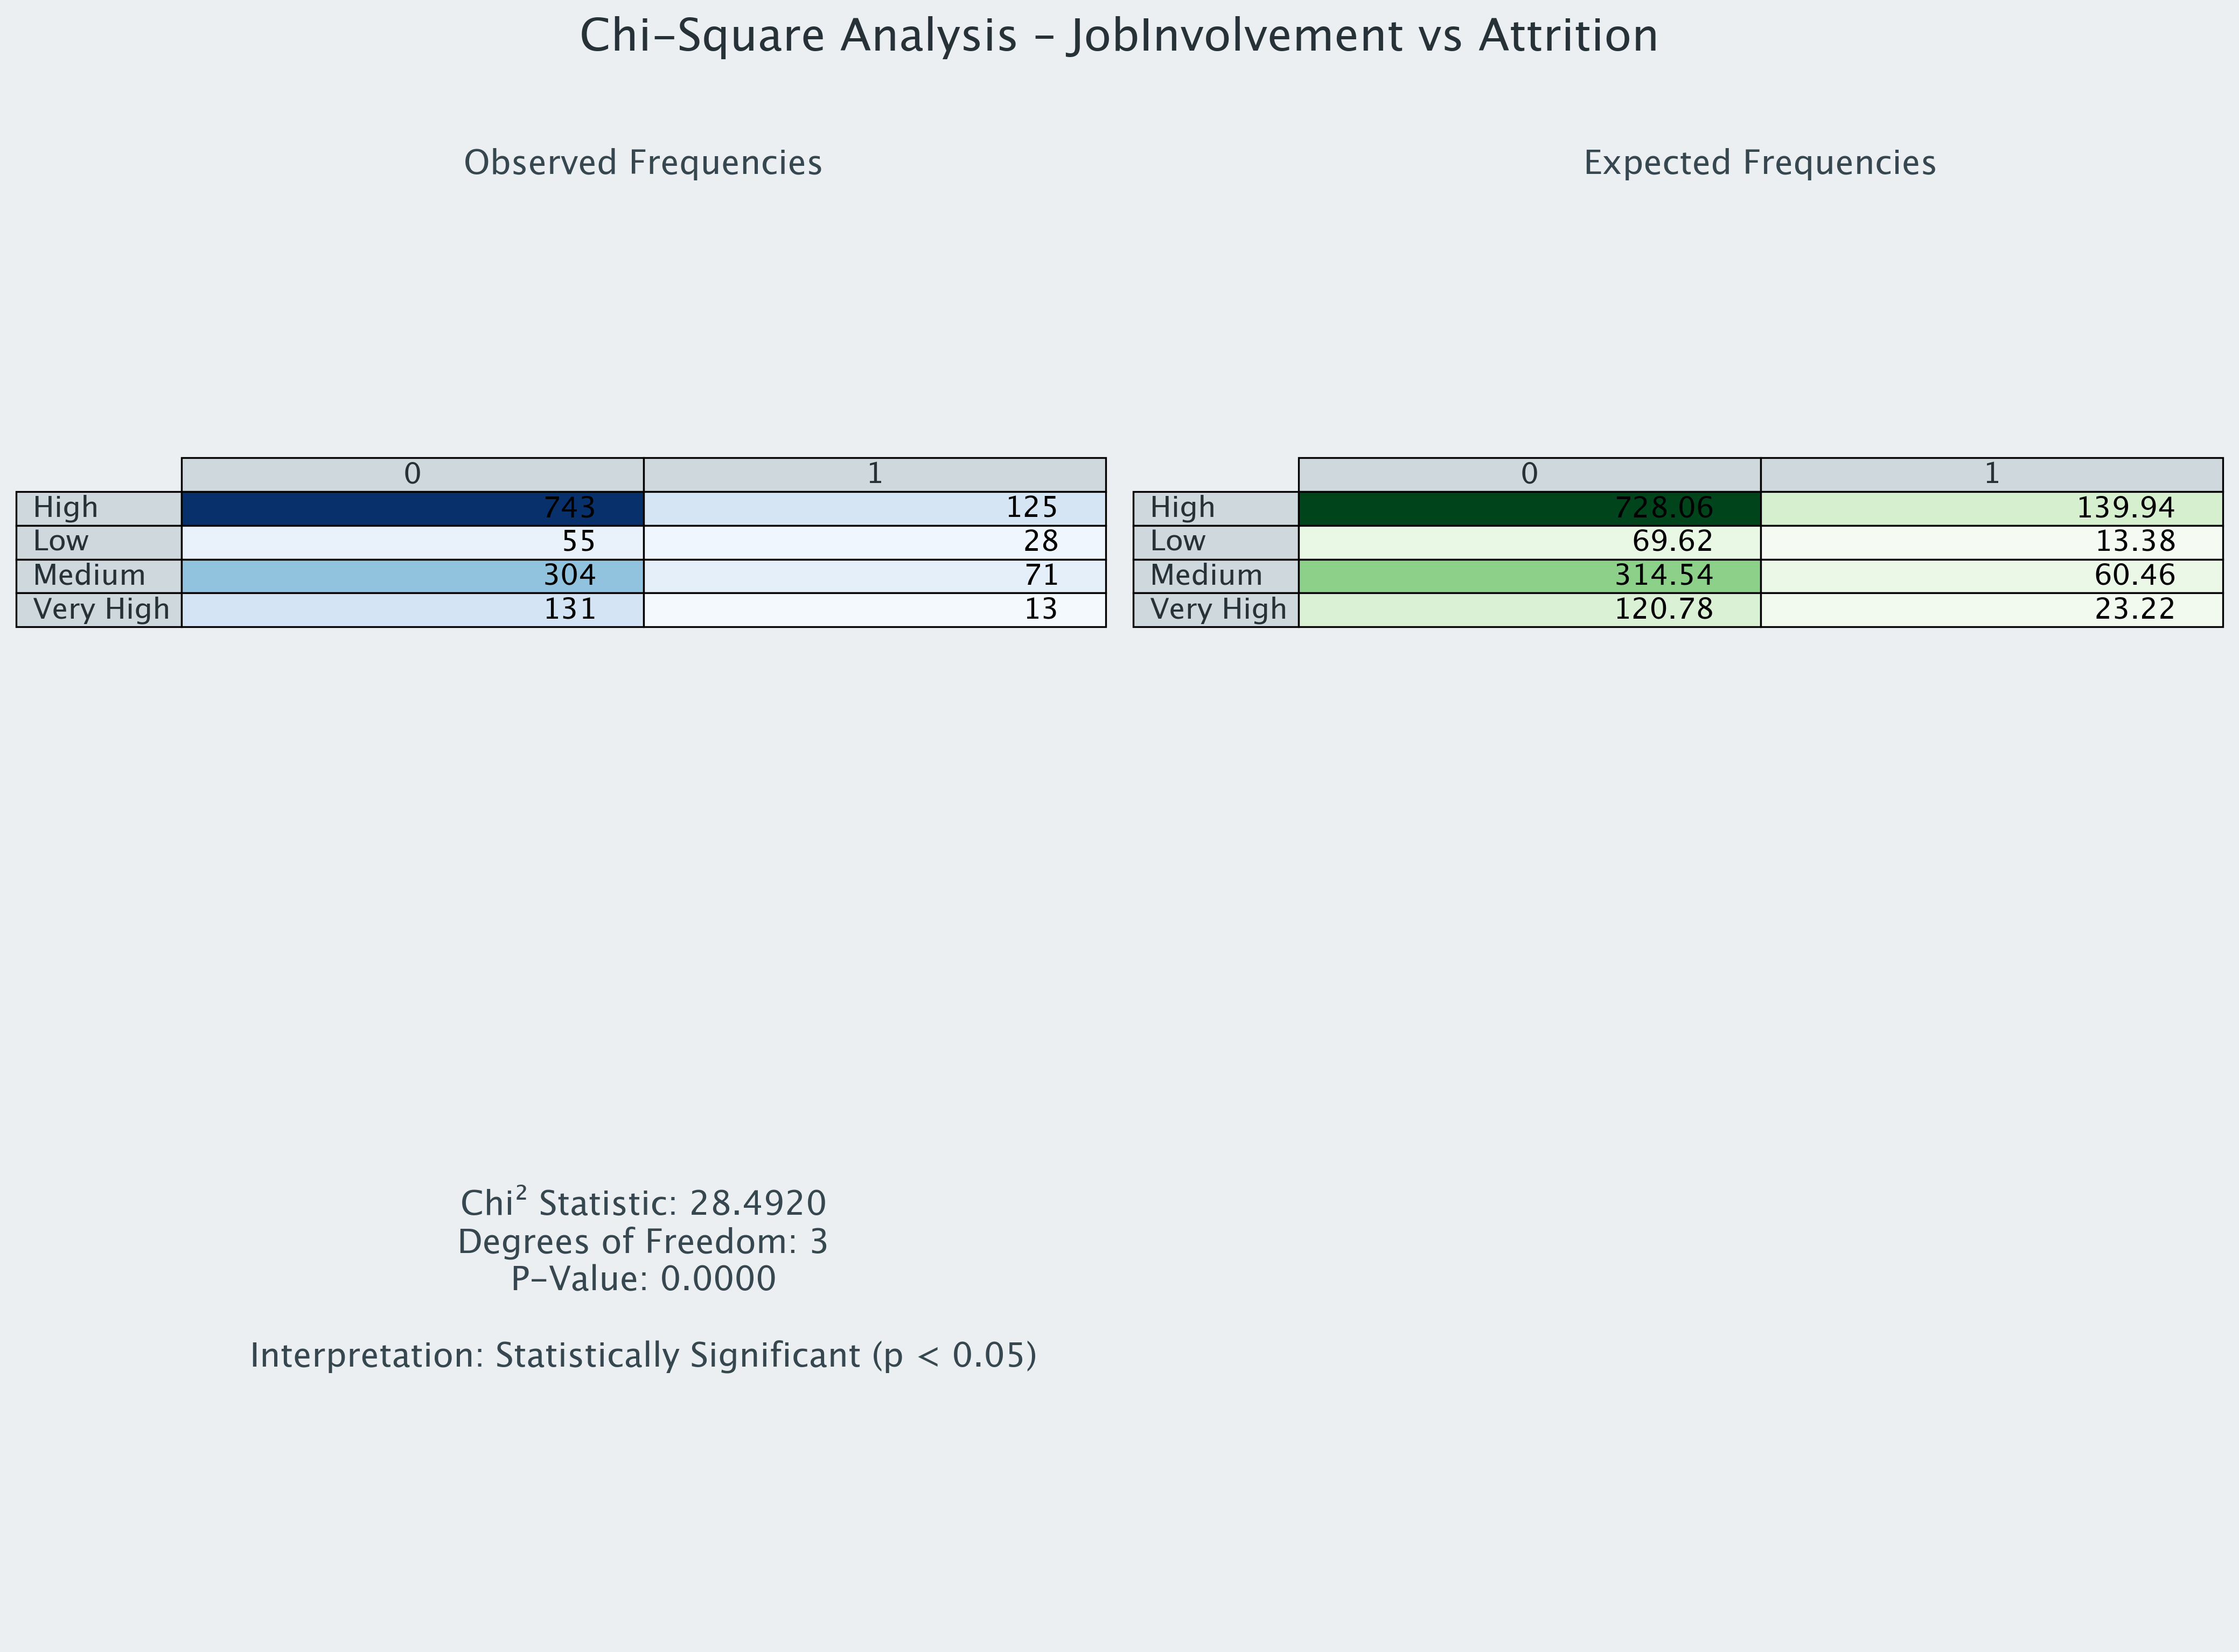 Chi-Square Analysis - JobInvolvement vs Attrition
Observed Frequencies
0 1
High 743 125
Low 55 28
Medium 304 71
Very High 131 13
Expected Frequencies
0 1
High 728.06 139.94
Low 69.62 13.38
Medium 314.54 60.46
Very High 120.78 23.22
Chi² Statistic: 28.4920
Degrees of Freedom: 3
P-Value: 0.0000
Interpretation: Statistically Significant (p < 0.05)